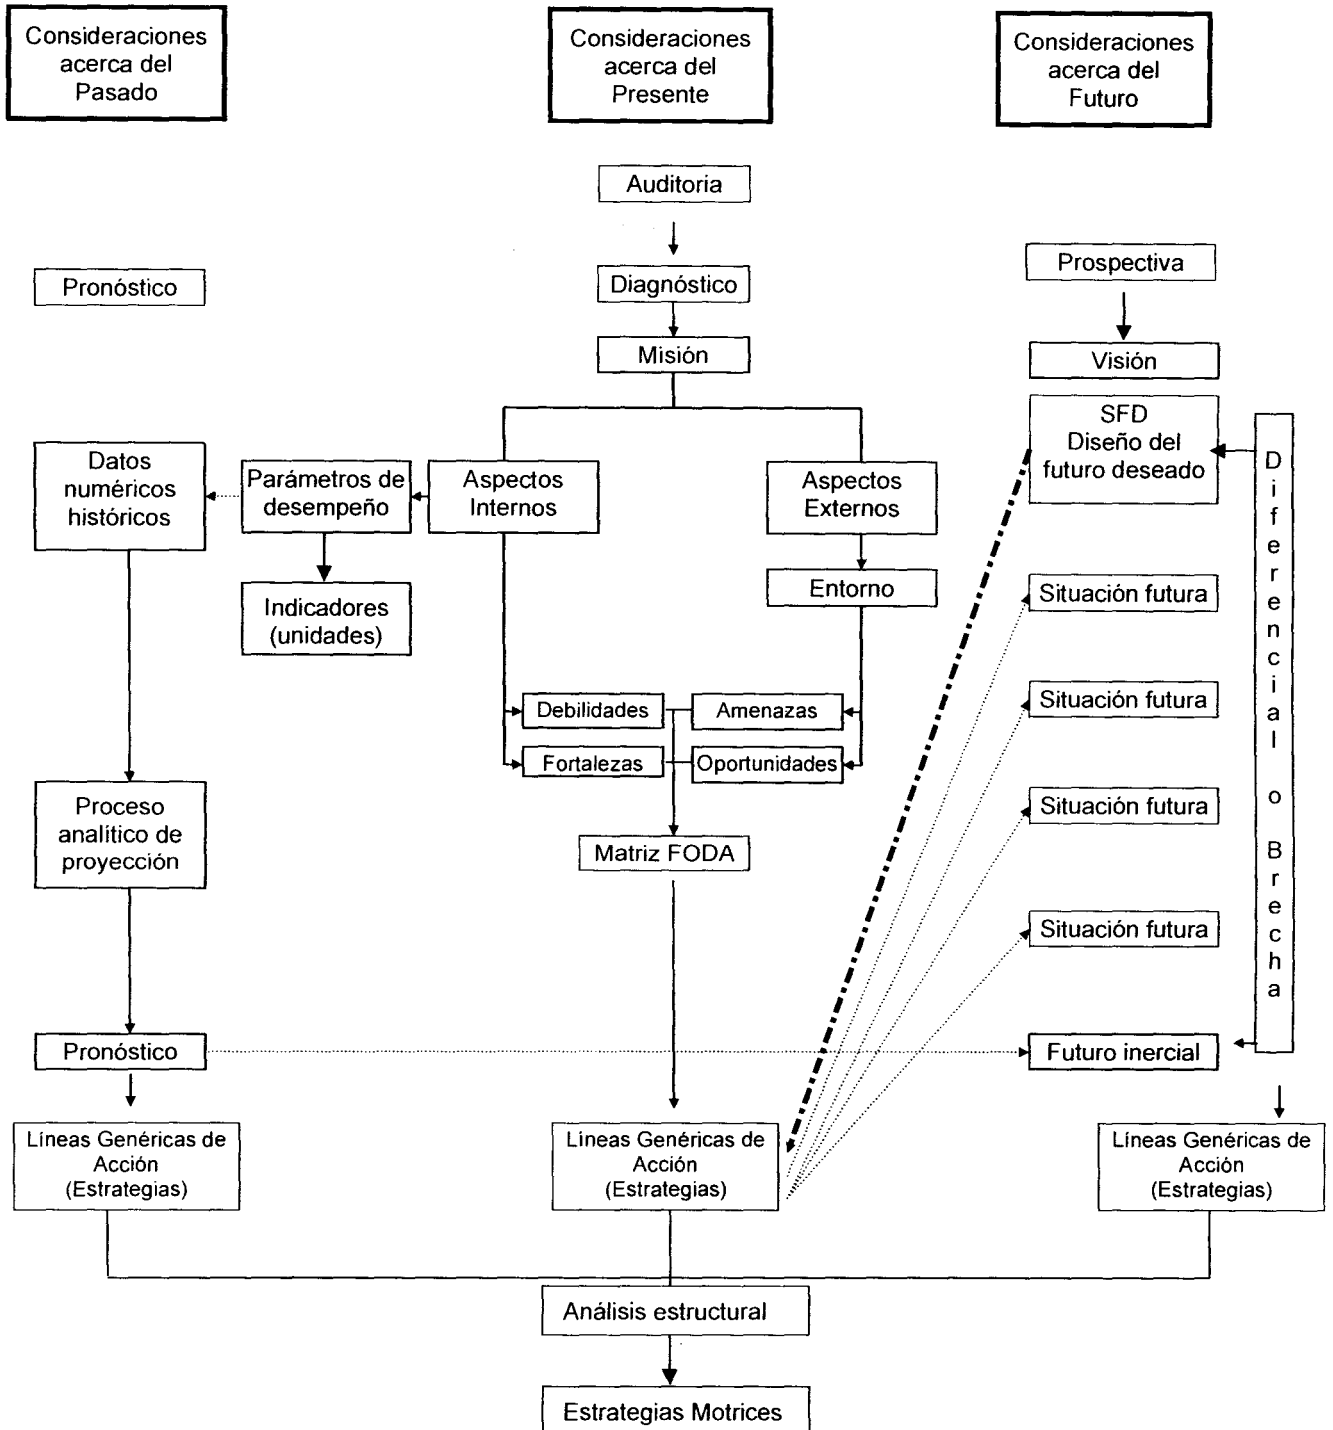 Consideraciones
acerca del
Pasado
Consideraciones
acerca del
Presente
Consideraciones
acerca del
Futuro
Auditoria
Pronóstico
Diagnóstico
Prospectiva
Misión
Visión
SFD
Diseño del
futuro deseado
Datos
numéricos
históricos
Parámetros de
desempeño
Aspectos
Internos
Aspectos
Externos
Indicadores
(unidades)
Entorno
Situación futura
Debilidades
Amenazas
Situación futura
Fortalezas
Oportunidades
Situación futura
Proceso
analítico de
proyección
Matriz FODA
Situación futura
Diferencial o Brecha
Pronóstico
Futuro inercial
Líneas Genéricas de
Acción
(Estrategias)
Líneas Genéricas de
Acción
(Estrategias)
Líneas Genéricas de
Acción
(Estrategias)
Análisis estructural
Estrategias Motrices